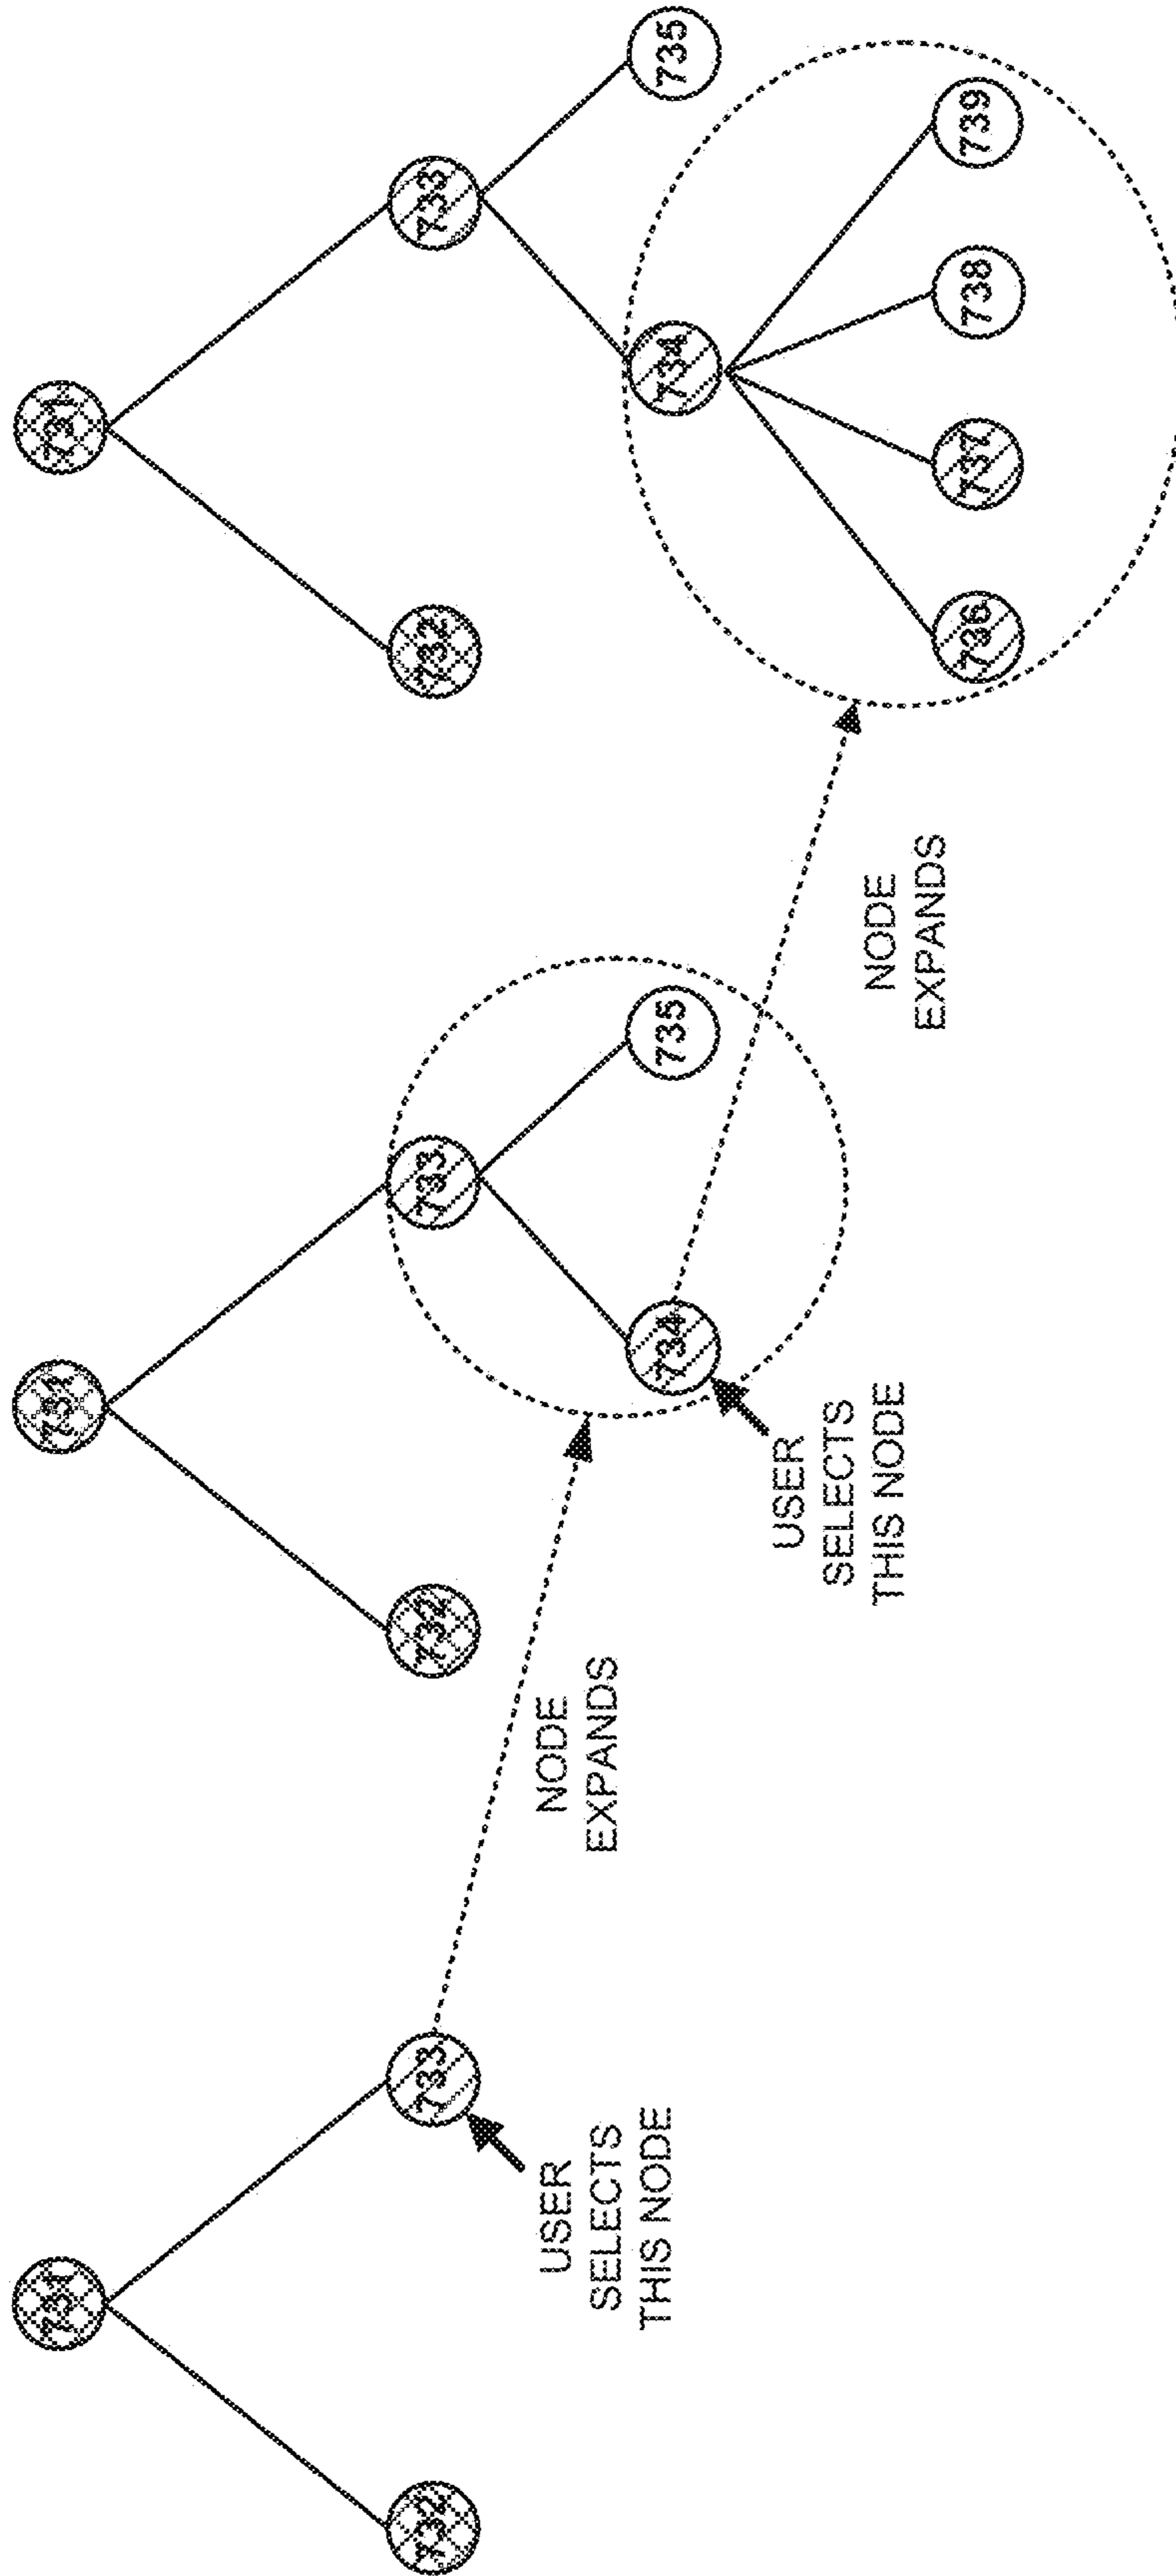 731
732
733
USER
SELECTS
THIS NODE
NODE
EXPANDS
731
732
733
734
735
USER
SELECTS
THIS NODE
NODE
EXPANDS
721
732
733
734
735
736
737
738
739